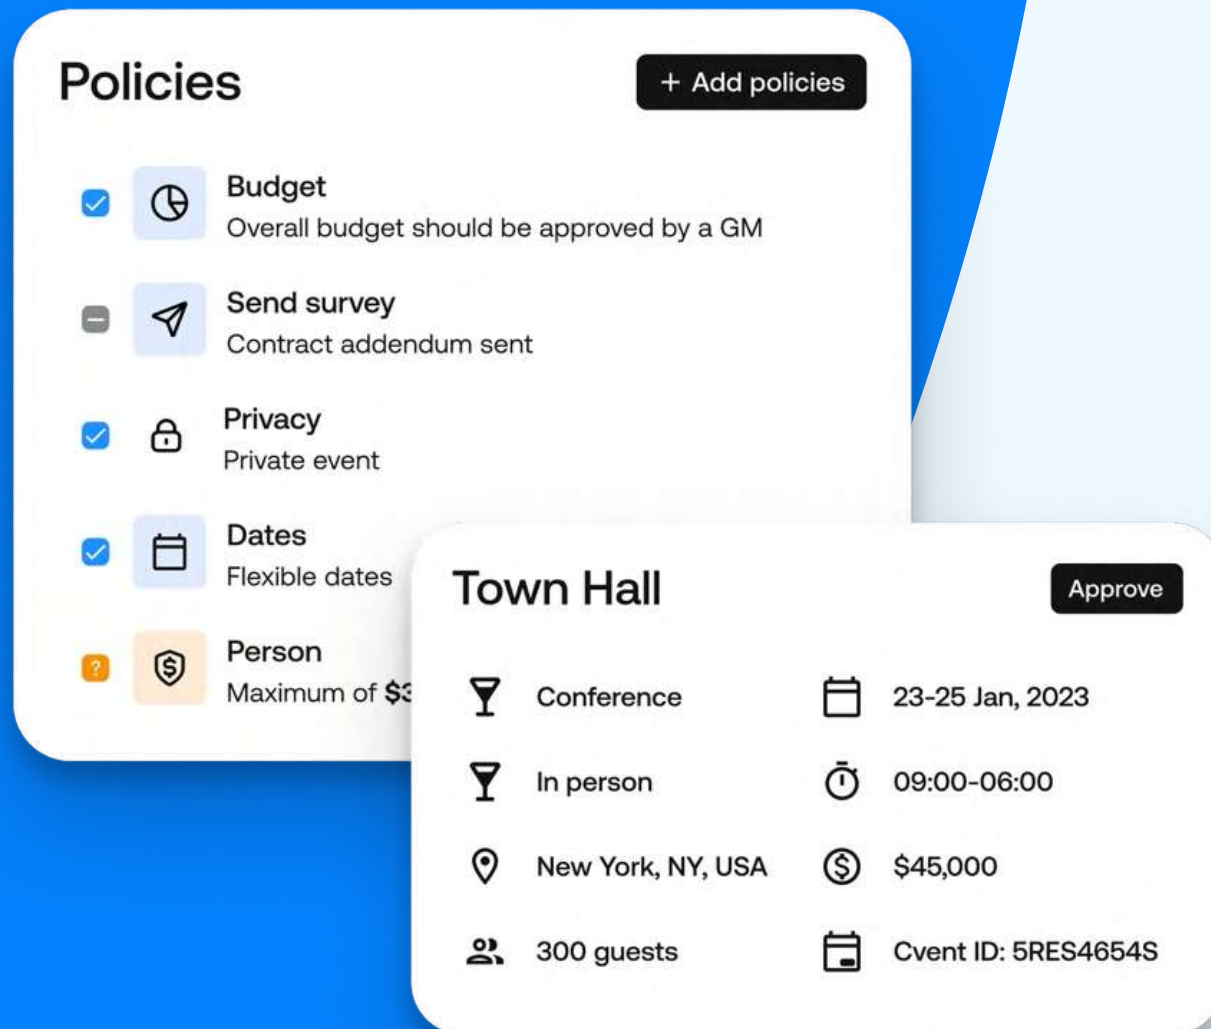 Policies
+ Add policies
Budget
Overall budget should be approved by a GM
Send survey
Contract addendum sent
Privacy
Private event
Dates
Flexible dates
Person
Maximum of
Town Hall
Approve
Conference
23-25 Jan, 2023
In person
09:00-06:00
New York, NY, USA
$45,000
300 guests
Cvent ID: 5RES4654S